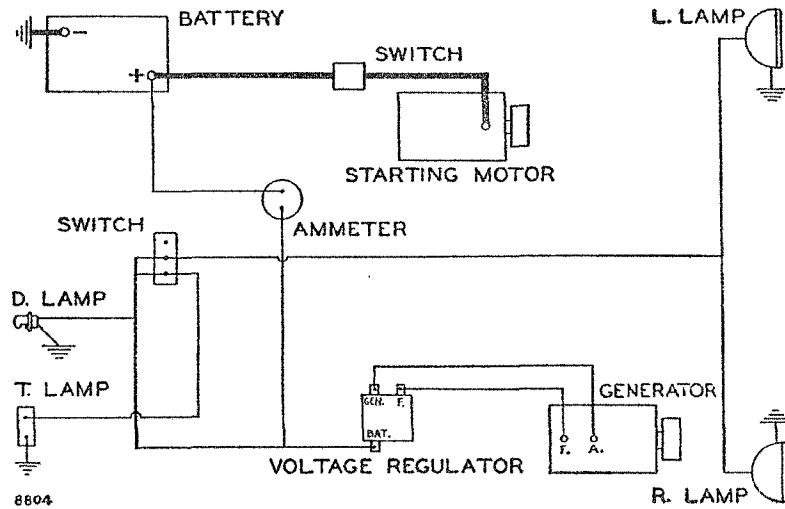 BATTERY
L. LAMP
-
+
SWITCH
STARTING MOTOR
SWITCH
AMMETER
D. LAMP
T. LAMP
GEN. F.
GENERATOR
BAT.
F. A.
VOLTAGE REGULATOR
R. LAMP
8804